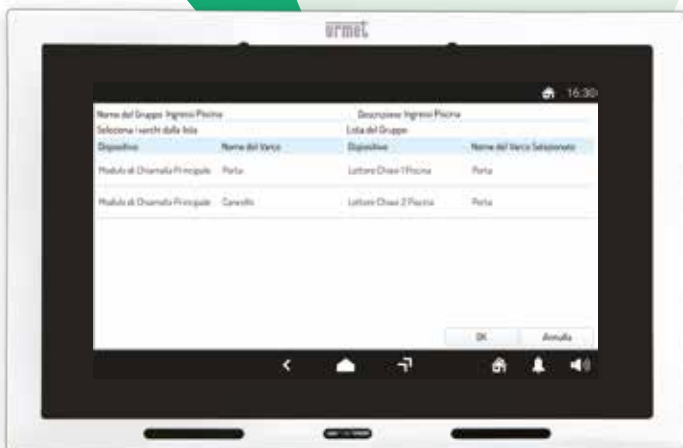 urmet
16:30
Nome del Gruppo Ingressi Piscina Descrizione Ingressi Piscina
Seleziona i varchi dalla lista Lista del Gruppo
Dispositivo Nome del Varco Dispositivo Nome del Varco Selezionato
Modulo di Chiamata Principale Porta Lettore Chiavi 1 Piscina Porta
Modulo di Chiamata Principale Cancello Lettore Chiavi 2 Piscina Porta
OK Annulla